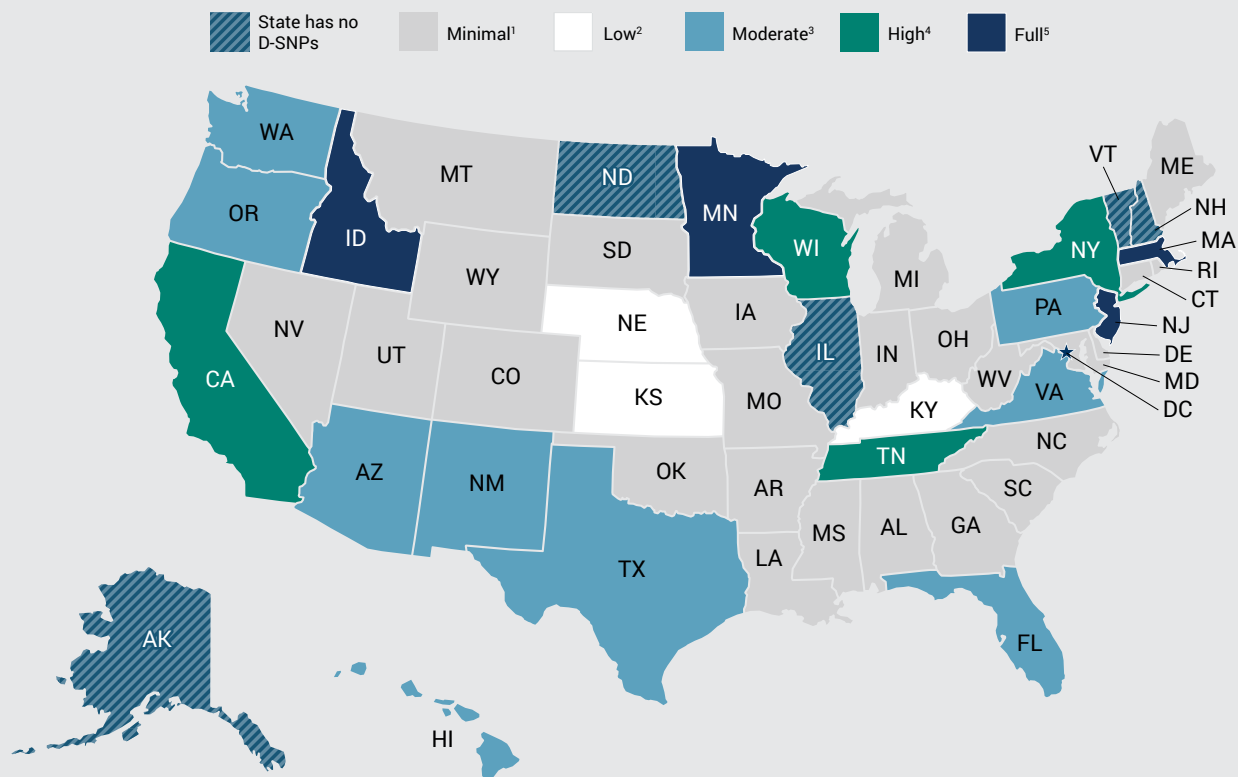 State has no
D-SNPs
Minimal¹
Low²
Moderate³
High⁴
Full⁵
WA
MT
ND
MN
VT
ME
OR
ID
NH
WI
NY
MA
SD
RI
WY
MI
CT
IA
PA
NE
NJ
NV
OH
UT
IL
IN
DE
CO
WV
MD
CA
KS
MO
VA
DC
KY
NC
TN
AZ
NM
OK
AR
SC
MS
AL
GA
LA
TX
AK
FL
HI